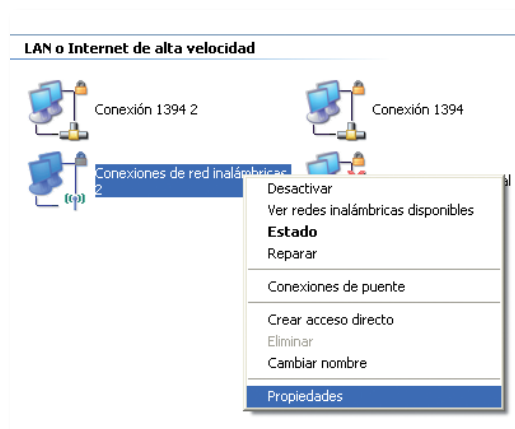 LAN o Internet de alta velocidad
Conexión 1394 2
Conexión 1394
Conexiones de red inalámbricas
2
Desactivar
Ver redes inalámbricas disponibles
Estado
Reparar
Conexiones de puente
Crear acceso directo
Eliminar
Cambiar nombre
Propiedades